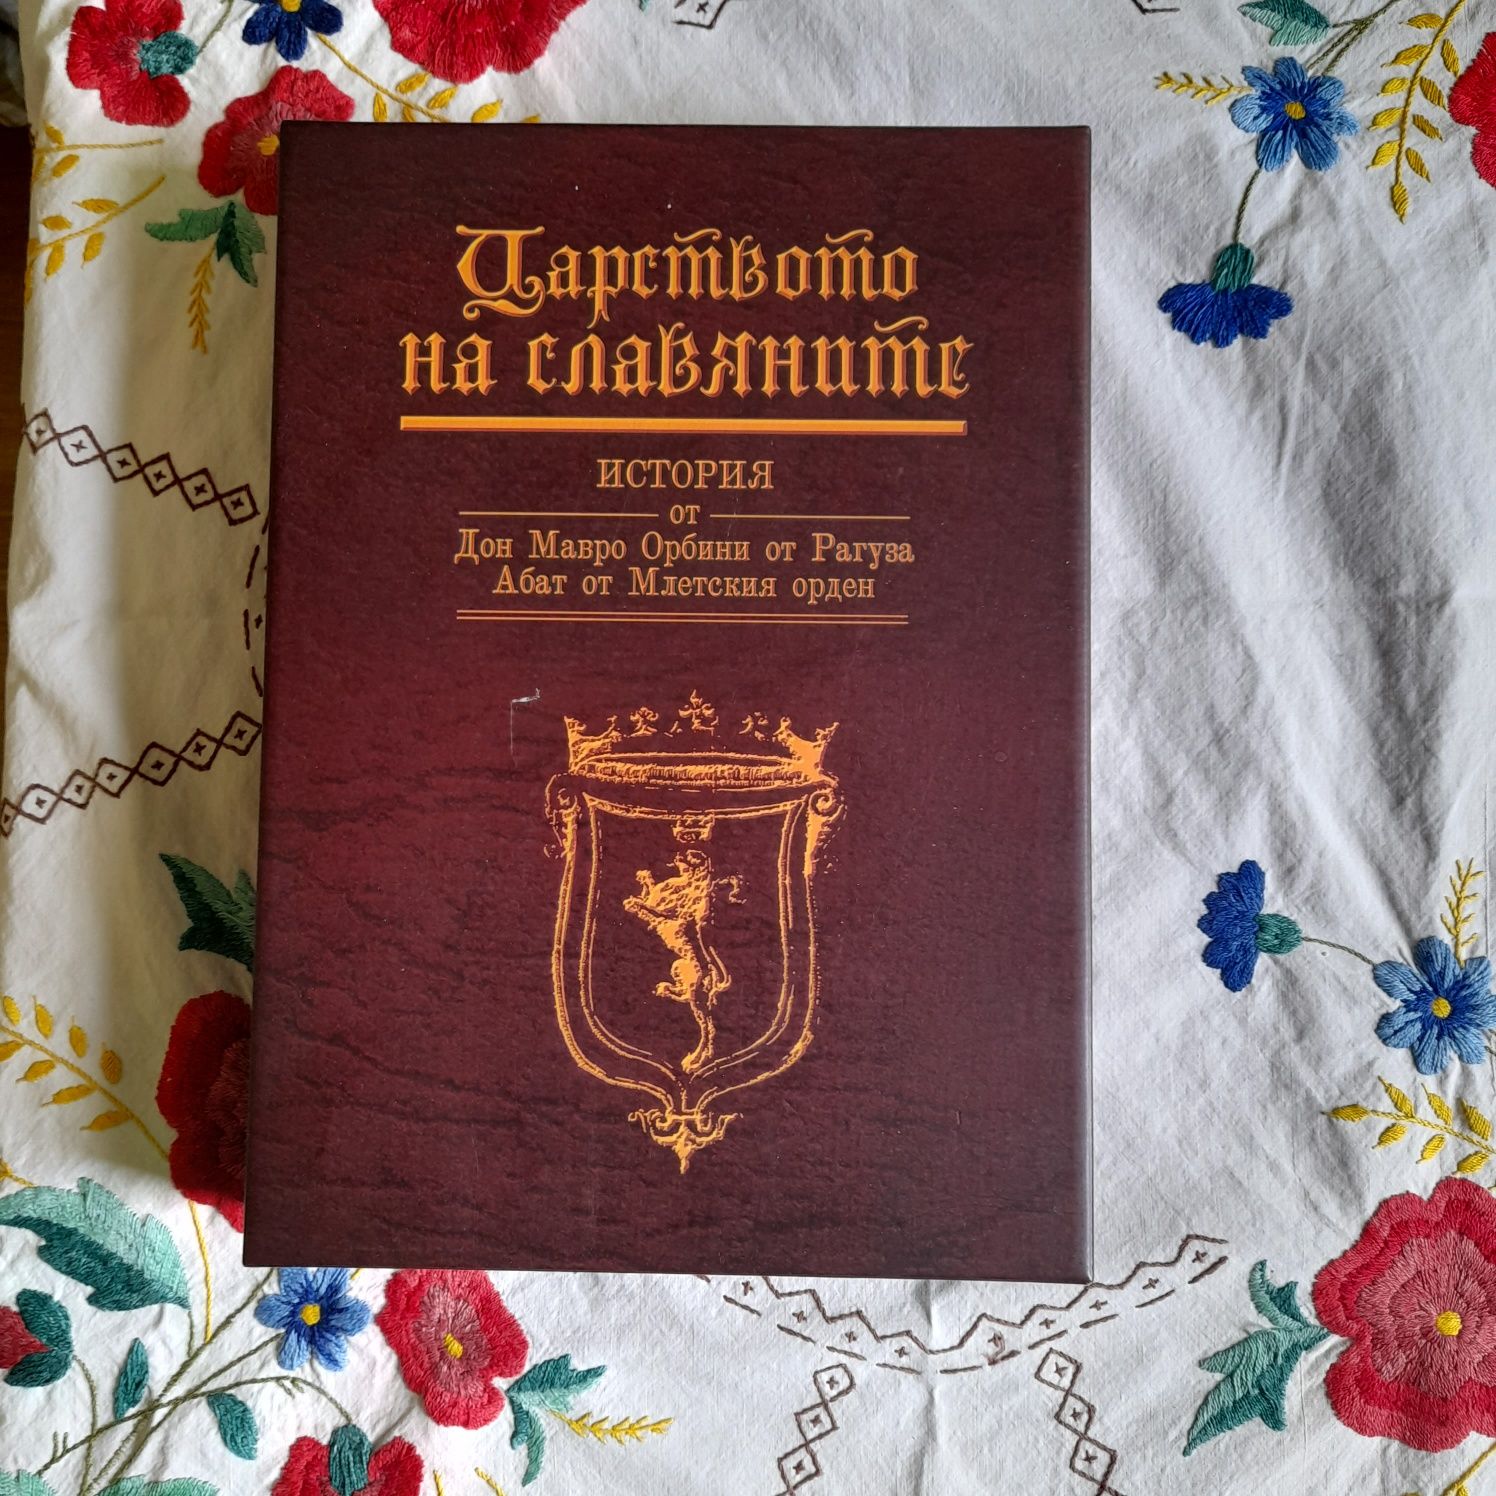 Царството
на славяните
ИСТОРИЯ
от
Дон Мавро Орбини от Рагуза
Абат от Млетския орден